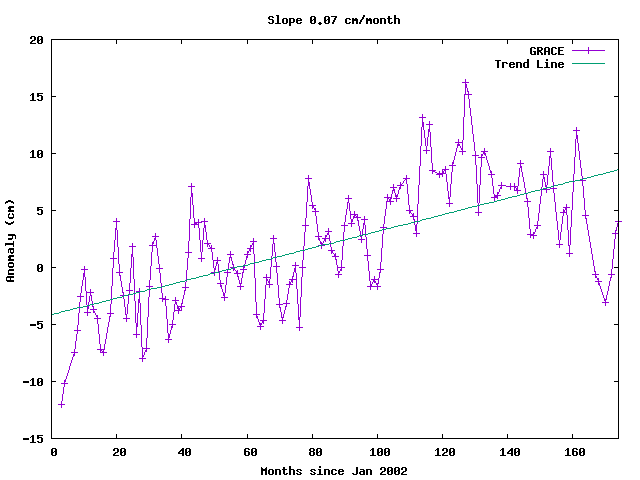 Slope 0.07 cm/month
GRACE
Trend Line
20
15
10
5
0
-5
-10
-15
Anomaly (cm)
0 20 40 60 80 100 120 140 160
Months since Jan 2002